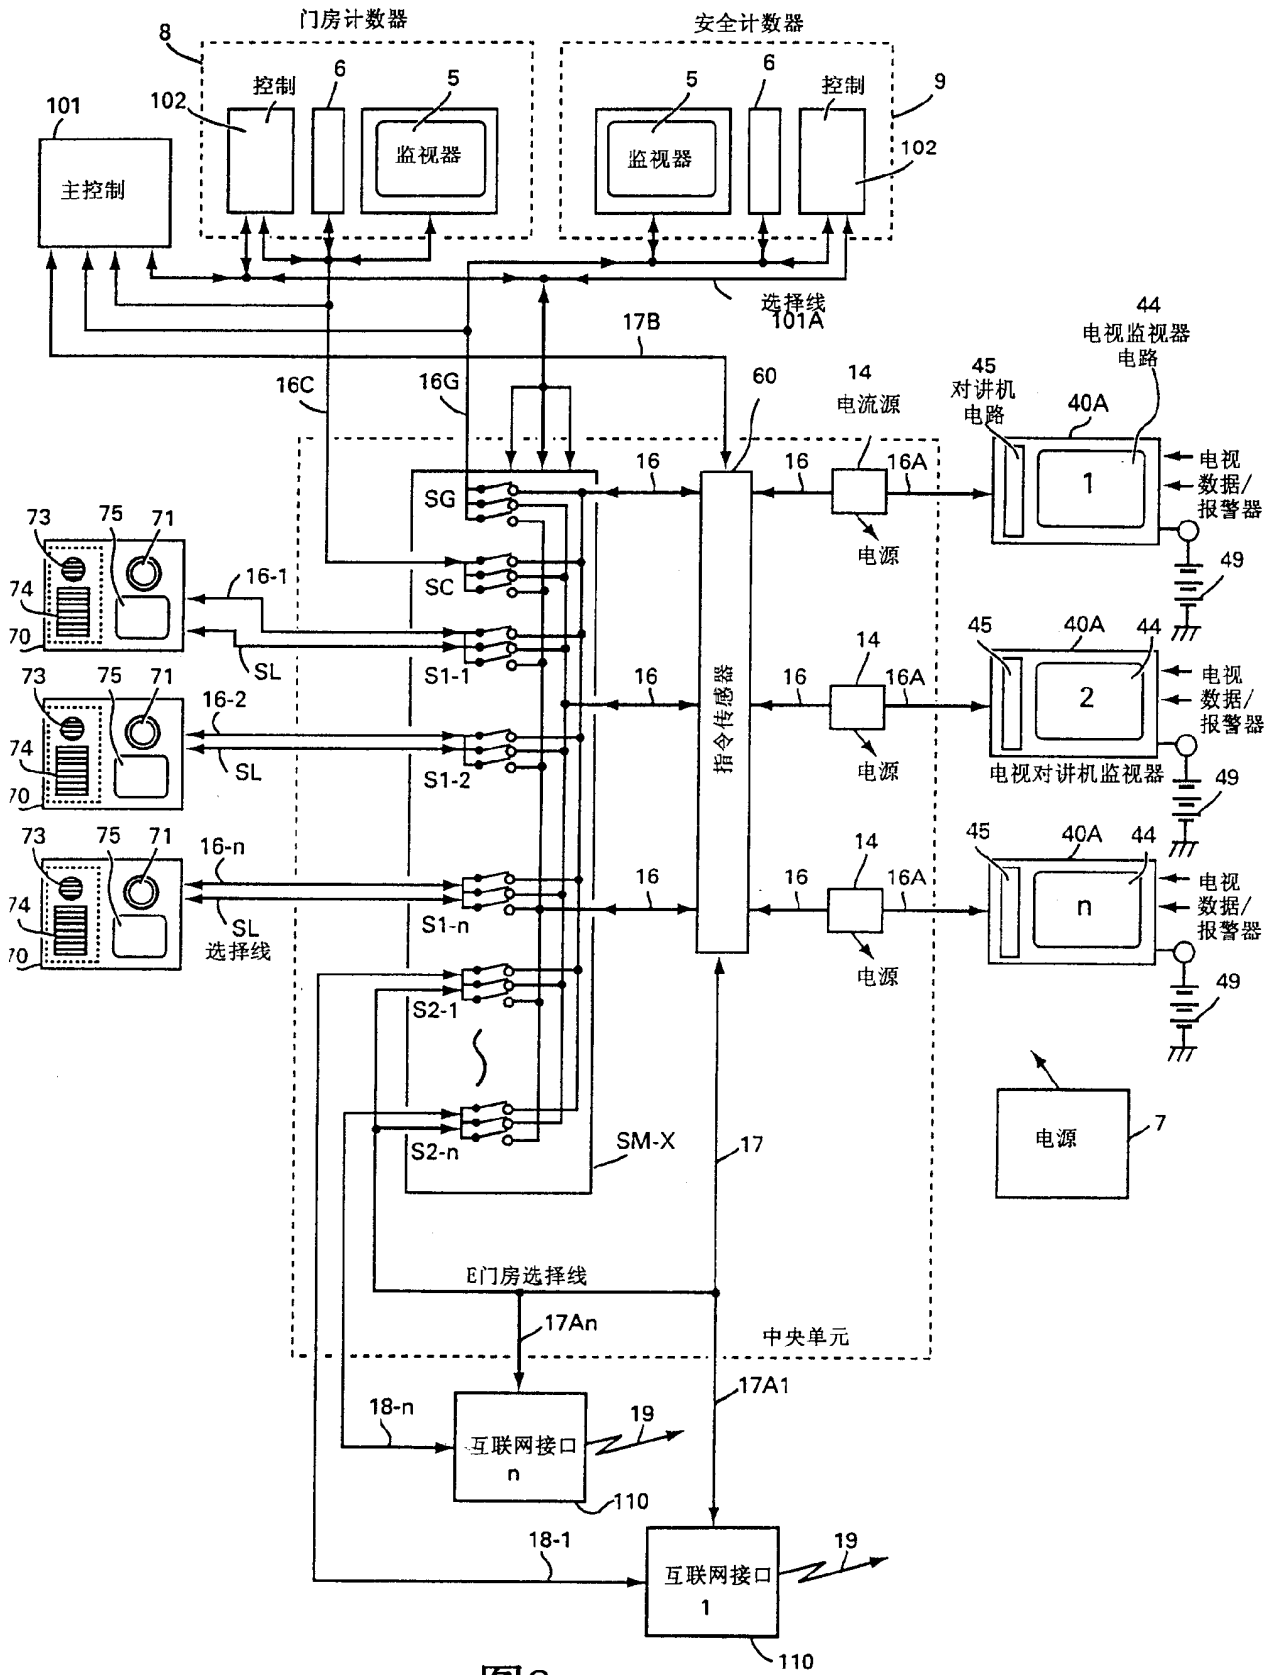 门房计数器
安全计数器
8
101
102
控制
6
5
监视器
主控制
5
监视器
6
控制
9
102
选择线
101A
17B
16C
16G
60
14
电流源
45
对讲机
电路
44
电视监视器
电路
40A
1
电视
数据/
报警器
49
SG
16
16
16A
电源
73
75
71
74
70
16-1
SL
SC
S1-1
指令传感器
16
16
14
16A
电源
45
40A
44
2
电视
数据/
报警器
电视对讲机监视器
49
73
75
71
74
70
16-2
SL
S1-2
73
75
71
74
70
16-n
SL
选择线
S1-n
16
16
14
16A
电源
45
40A
44
n
电视
数据/
报警器
49
S2-1
S2-n
SM-X
17
电源
7
E门房选择线
17An
中央单元
17A1
18-n
互联网接口
n
19
110
18-1
互联网接口
1
19
110